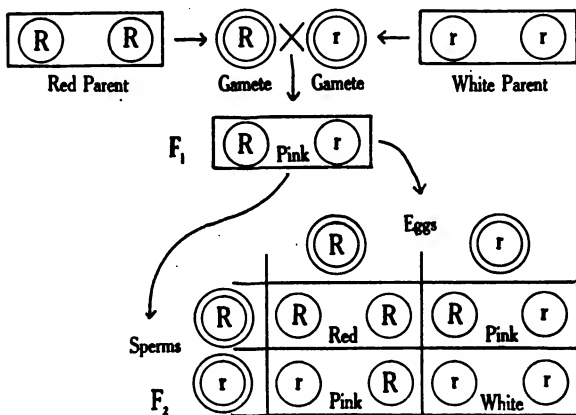 R R R r r r
Red Parent Gamete Gamete White Parent
F₁ R Pink r
Eggs
R r
R R Red R R Pink r
Sperms
r r Pink R r White r
F₂